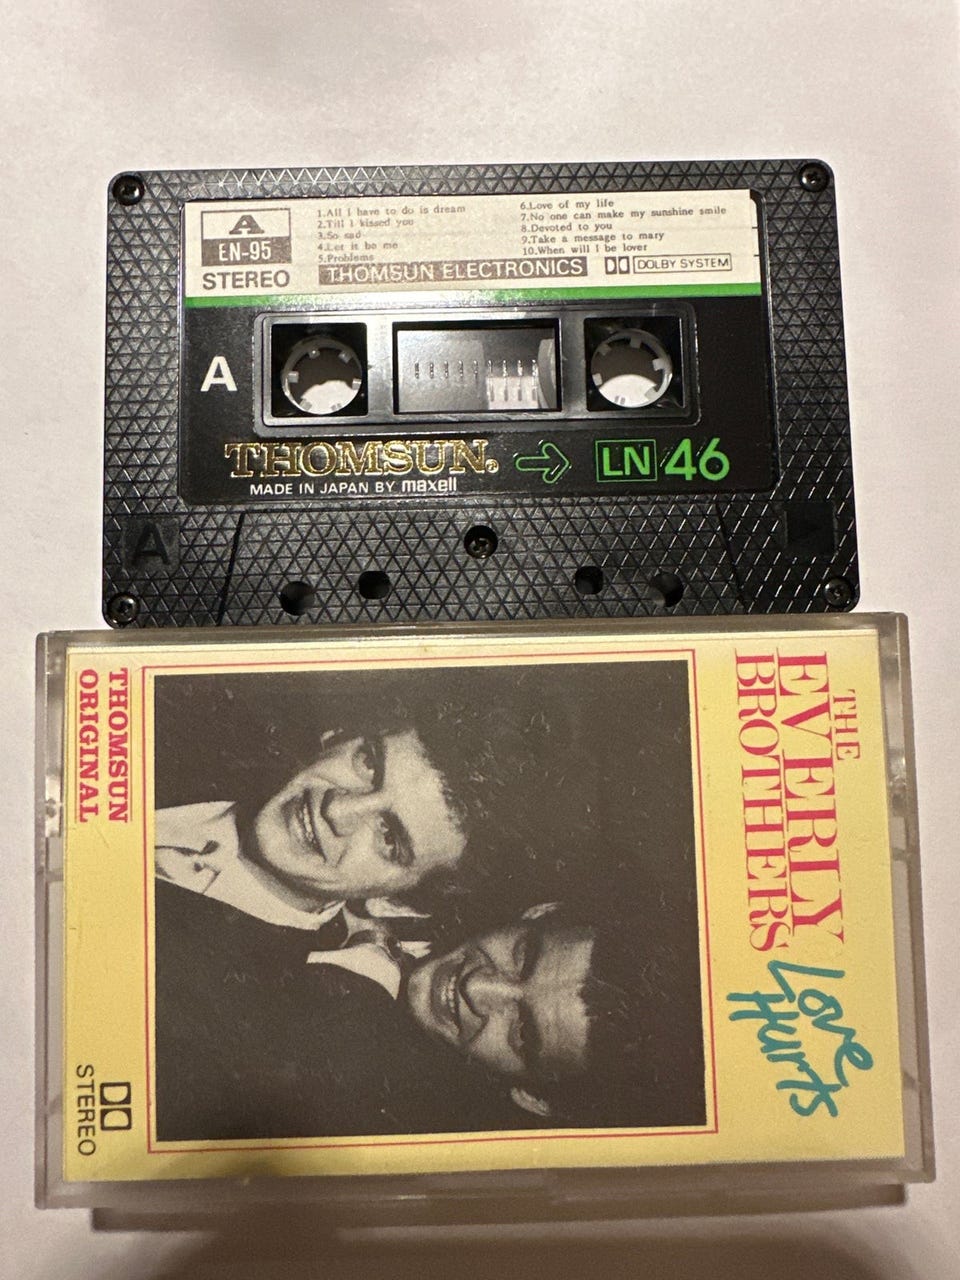 A
EN-95
STEREO
1.All I have to do is dream
2.Till I kissed you
3.So sad
4.Let it be me
5.Problems
6.Love of my life
7.No one can make my sunshine smile
8.Devoted to you
9.Take a message to mary
10.When will I be lover
THOMSUN ELECTRONICS
DOLBY SYSTEM
A
THOMSUN®
LN 46
MADE IN JAPAN BY maxell
A
THE
EVERLY
BROTHERS
Love
Hurts
THOMSUN
ORIGINAL
STEREO